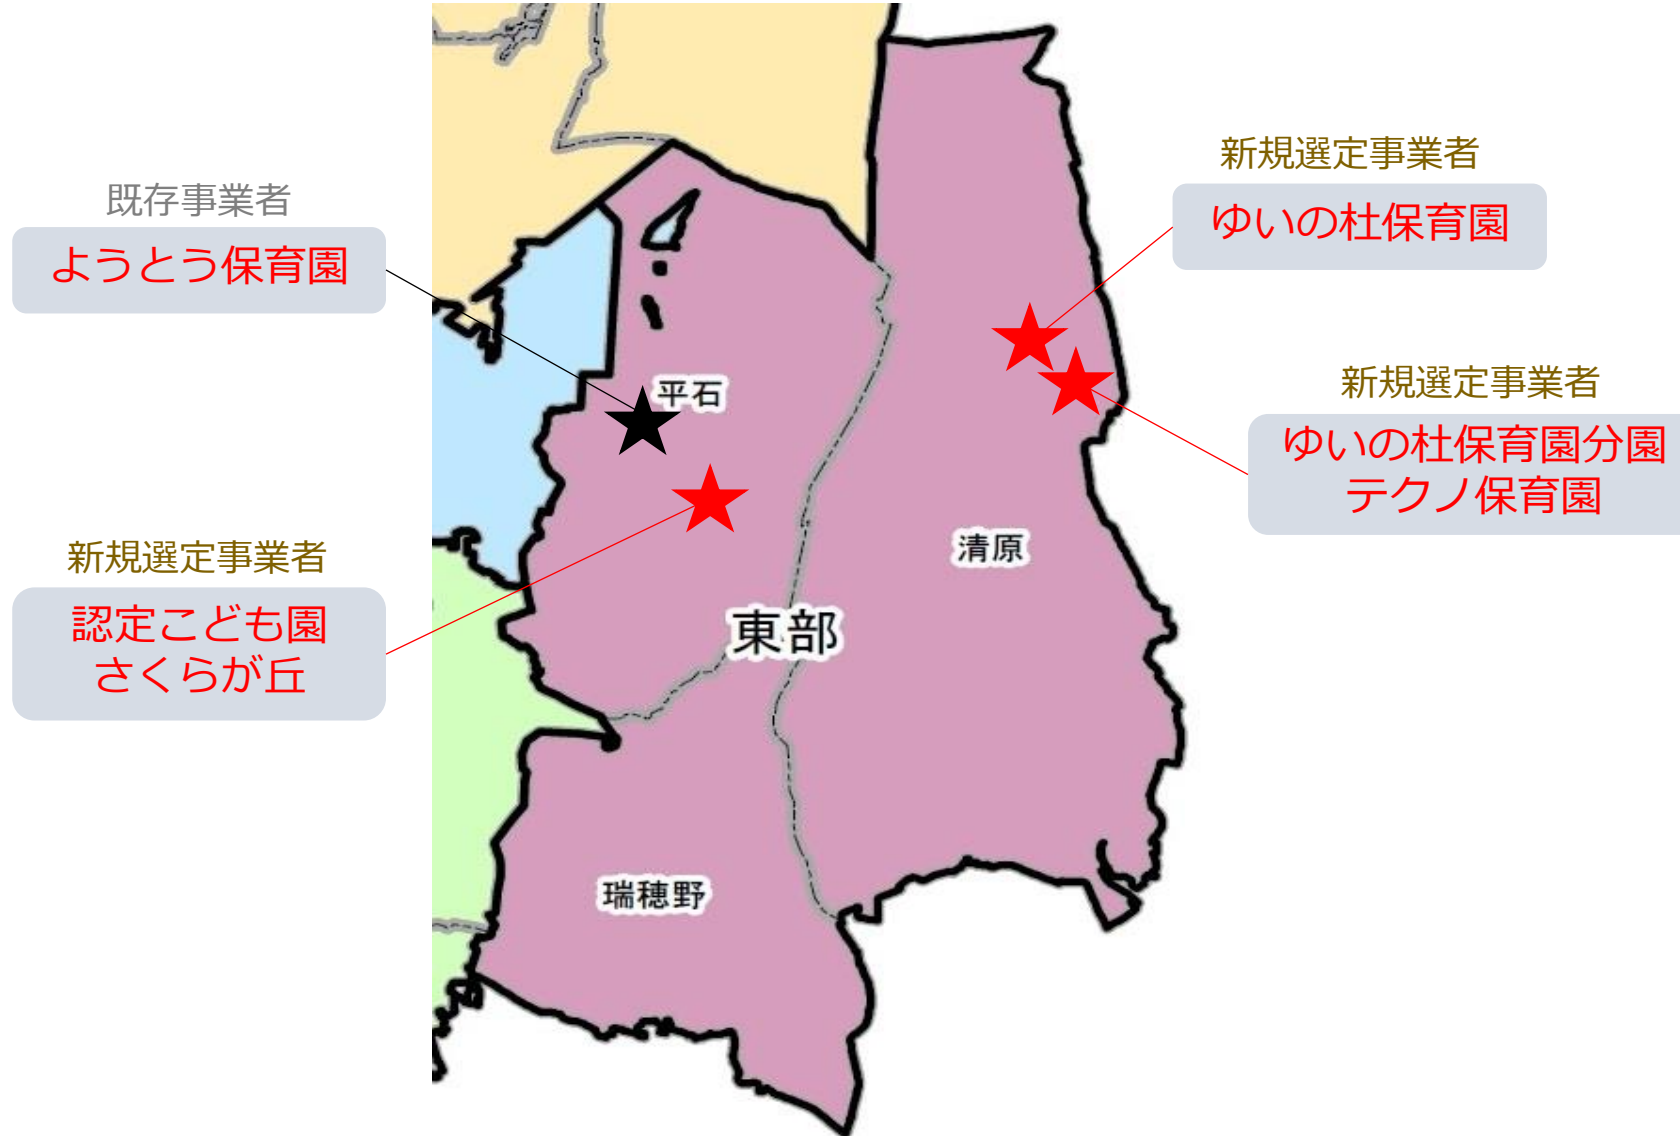 新規選定事業者
ゆいの杜保育園
既存事業者
ようとう保育園
平石
新規選定事業者
ゆいの杜保育園分園
テクノ保育園
新規選定事業者
認定こども園
さくらが丘
清原
東部
瑞穂野